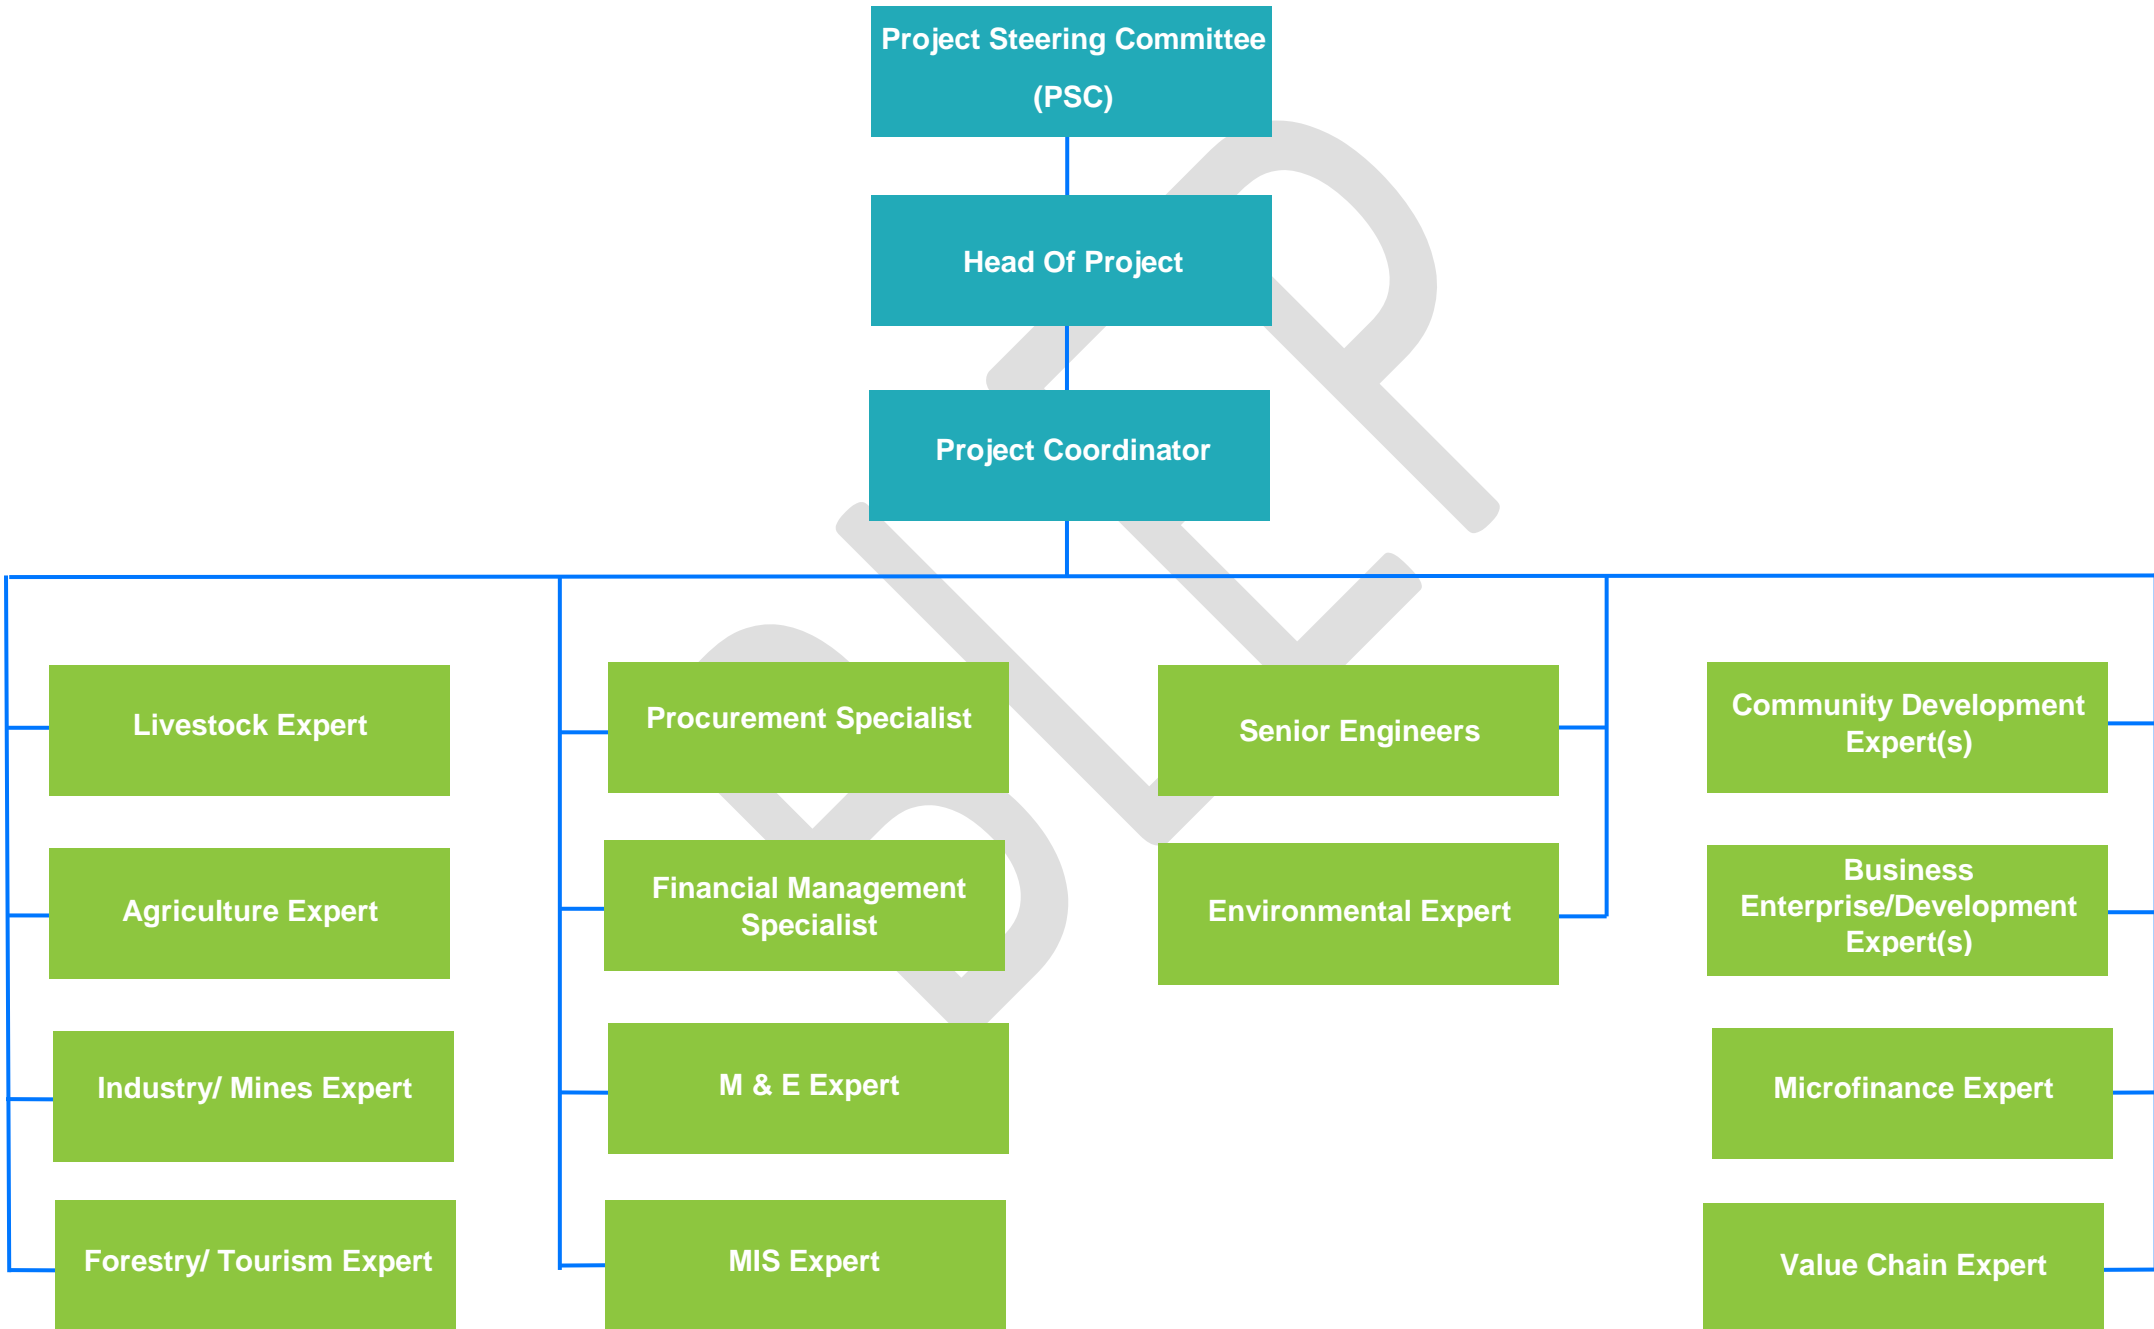 Project Steering Committee
(PSC)
Head Of Project
Project Coordinator
Livestock Expert
Agriculture Expert
Industry/ Mines Expert
Forestry/ Tourism Expert
Procurement Specialist
Financial Management
Specialist
M & E Expert
MIS Expert
Senior Engineers
Environmental Expert
Community Development
Expert(s)
Business
Enterprise/Development
Expert(s)
Microfinance Expert
Value Chain Expert